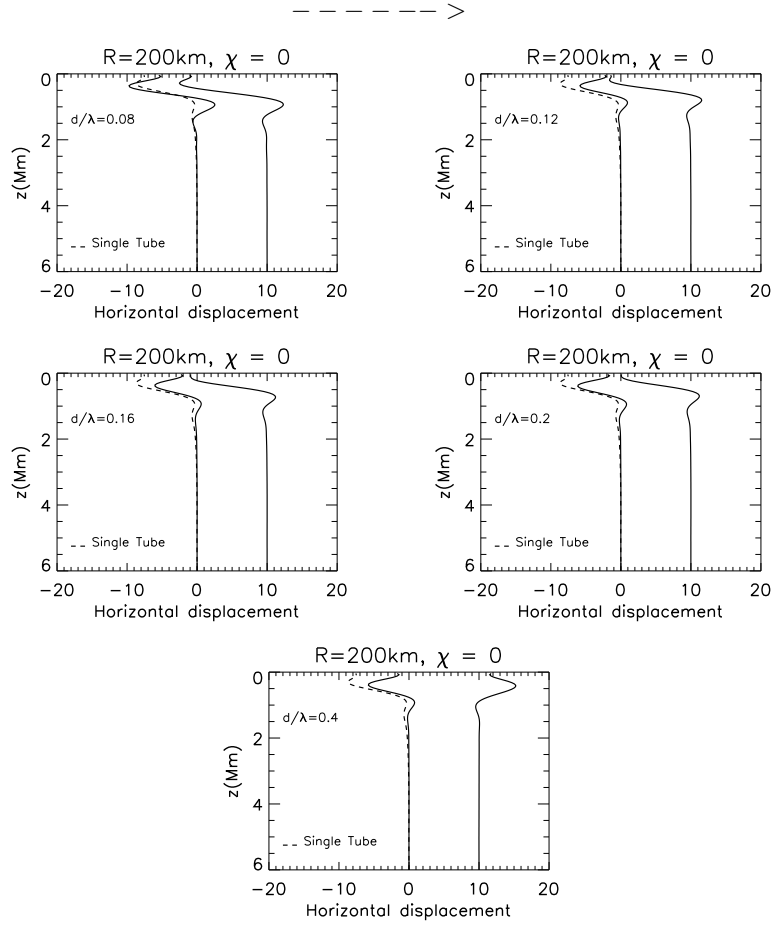 R=200km, χ = 0
R=200km, χ = 0
0 2 4 6
z(Mm)
d/λ=0.08
Single Tube
−20 −10 0 10 20
Horizontal displacement
0 2 4 6
z(Mm)
d/λ=0.12
Single Tube
−20 −10 0 10 20
Horizontal displacement
R=200km, χ = 0
R=200km, χ = 0
0 2 4 6
z(Mm)
d/λ=0.16
Single Tube
−20 −10 0 10 20
Horizontal displacement
0 2 4 6
z(Mm)
d/λ=0.2
Single Tube
−20 −10 0 10 20
Horizontal displacement
R=200km, χ = 0
0 2 4 6
z(Mm)
d/λ=0.4
Single Tube
−20 −10 0 10 20
Horizontal displacement